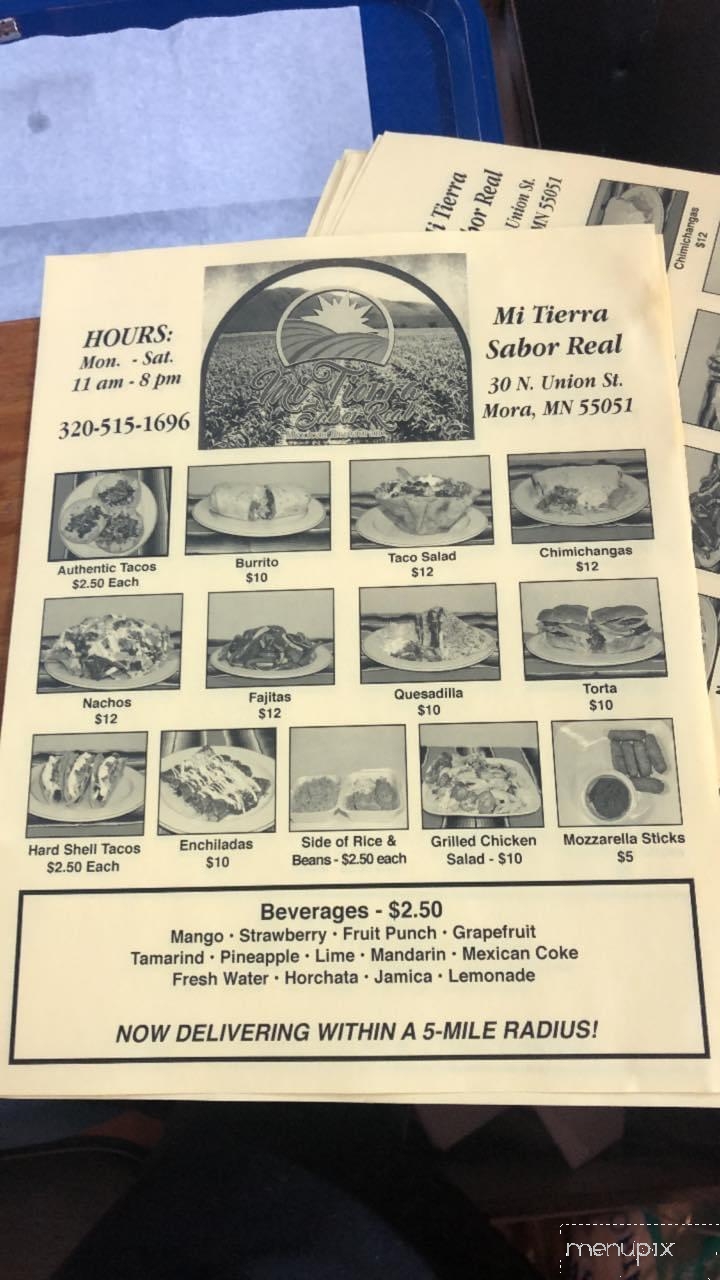 i Tierra
bor Real
Union St.
MN 55051
Chimichangas
$12
HOURS:
Mon. - Sat.
11 am - 8 pm
320-515-1696
Mi Tierra
Sabor Real
Mi Tierra
Sabor Real
30 N. Union St.
Mora, MN 55051
Authentic Tacos
$2.50 Each
Burrito
$10
Taco Salad
$12
Chimichangas
$12
Nachos
$12
Fajitas
$12
Quesadilla
$10
Torta
$10
Hard Shell Tacos
$2.50 Each
Enchiladas
$10
Side of Rice &
Beans - $2.50 each
Grilled Chicken
Salad - $10
Mozzarella Sticks
$5
Beverages - $2.50
Mango • Strawberry • Fruit Punch • Grapefruit
Tamarind • Pineapple • Lime • Mandarin • Mexican Coke
Fresh Water • Horchata • Jamica • Lemonade
NOW DELIVERING WITHIN A 5-MILE RADIUS!
menupix